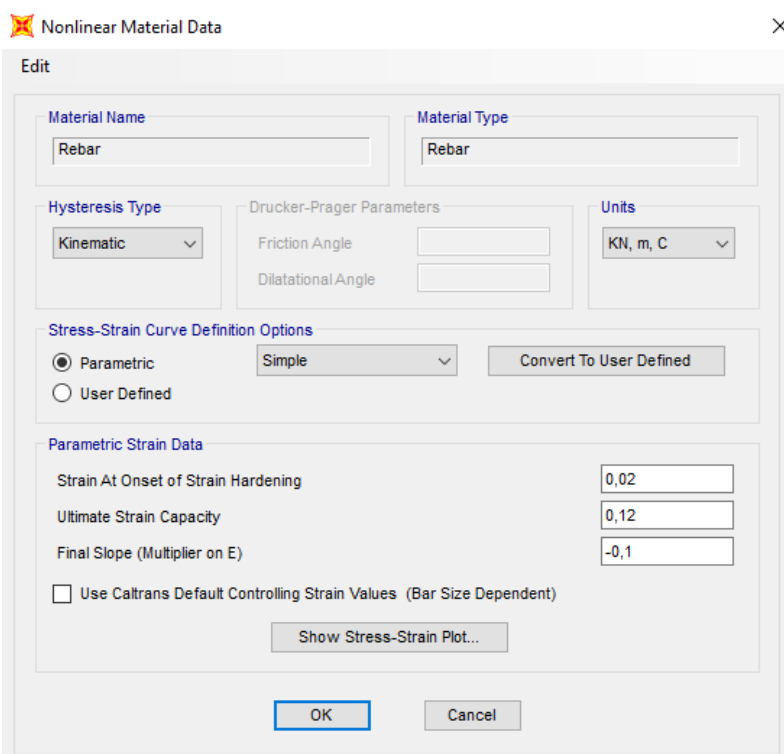 Nonlinear Material Data
Edit
Material Name
Material Type
Rebar
Rebar
Hysteresis Type
Drucker-Prager Parameters
Units
Kinematic
Friction Angle
KN, m, C
Dilatational Angle
Stress-Strain Curve Definition Options
Parametric
Simple
Convert To User Defined
User Defined
Parametric Strain Data
Strain At Onset of Strain Hardening
0,02
Ultimate Strain Capacity
0,12
Final Slope (Multiplier on E)
-0,1
Use Caltrans Default Controlling Strain Values (Bar Size Dependent)
Show Stress-Strain Plot...
OK
Cancel